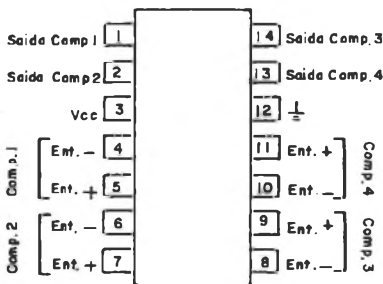 Saida Comp.1 1
Saida Comp2 2
Vcc 3
Comp.1
Ent. - 4
Ent. + 5
Comp. 2
Ent. - 6
Ent. + 7
14 Saida Comp.3
13 Saida Comp.4
12
11 Ent. +
10 Ent. -
Comp. 4
9 Ent. +
8 Ent. -
Comp. 3